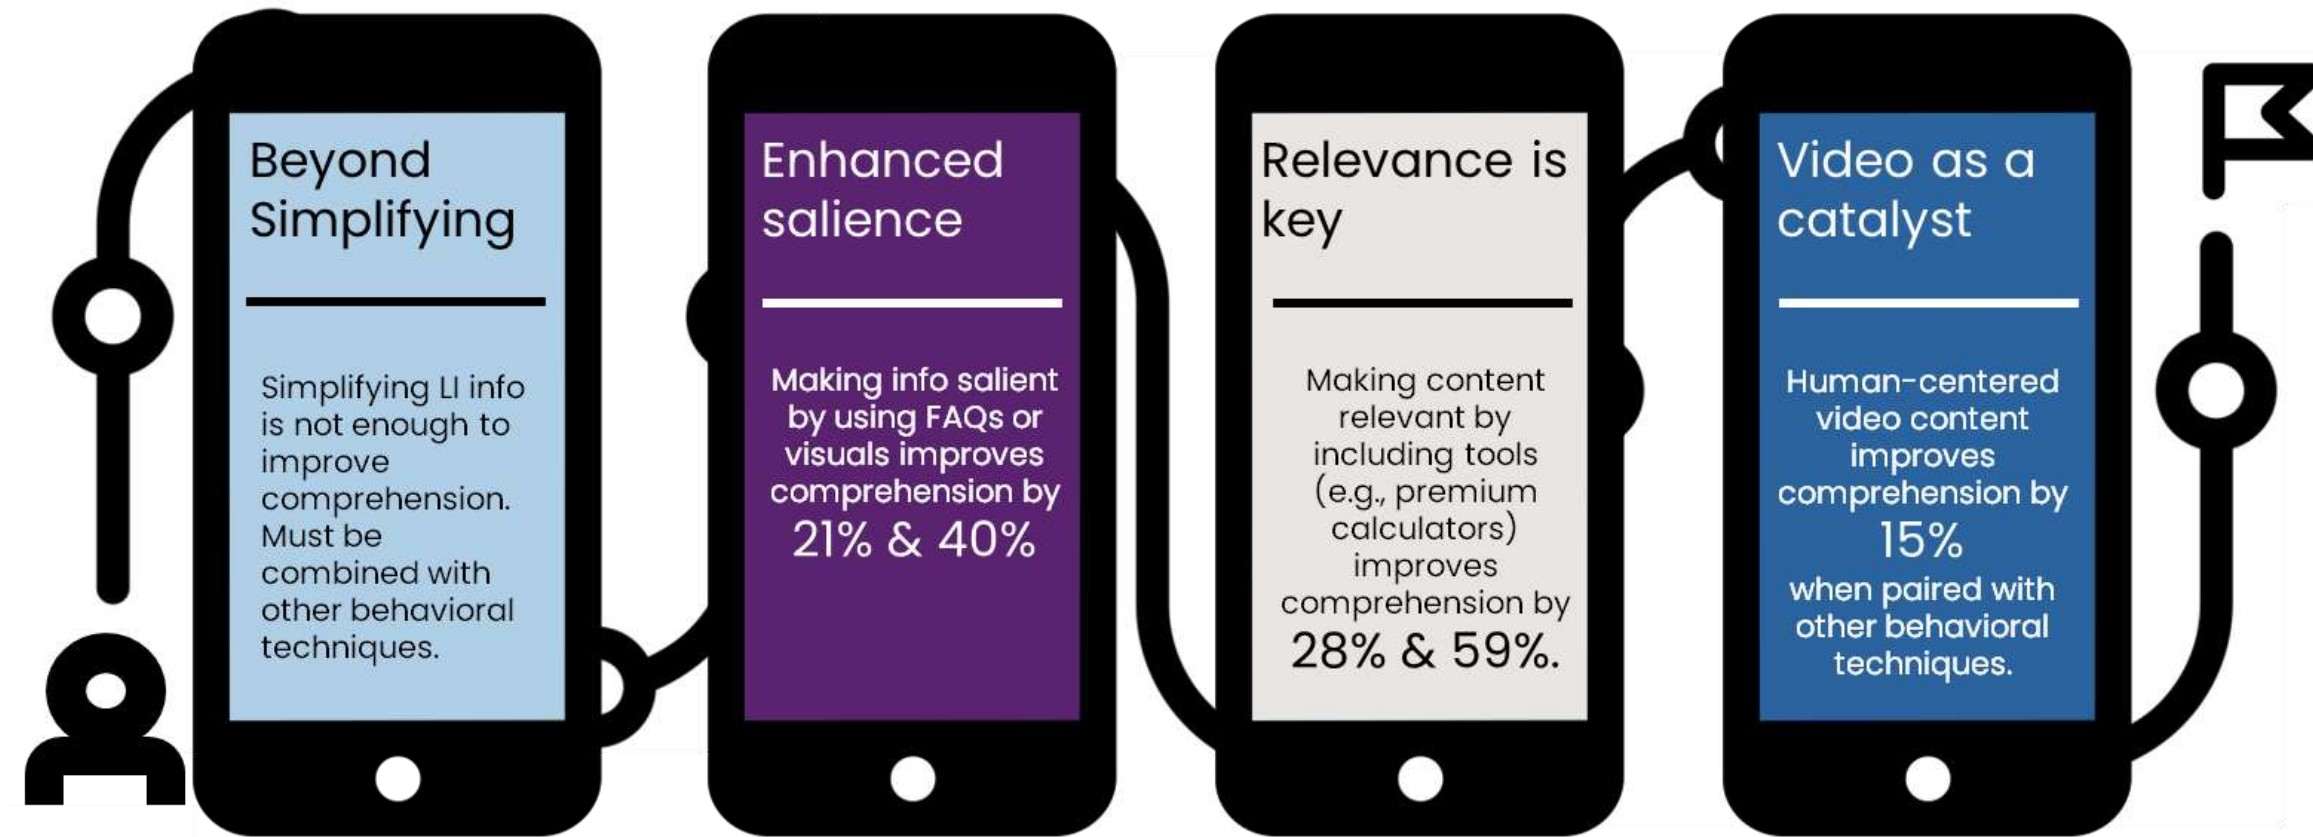 Beyond
Simplifying
Simplifying LI info
is not enough to
improve
comprehension.
Must be
combined with
other behavioral
techniques.
Enhanced
salience
Making info salient
by using FAQs or
visuals improves
comprehension by
21% & 40%
Relevance is
key
Making content
relevant by
including tools
(e.g., premium
calculators)
improves
comprehension by
28% & 59%.
Video as a
catalyst
Human-centered
video content
improves
comprehension by
15%
when paired with
other behavioral
techniques.